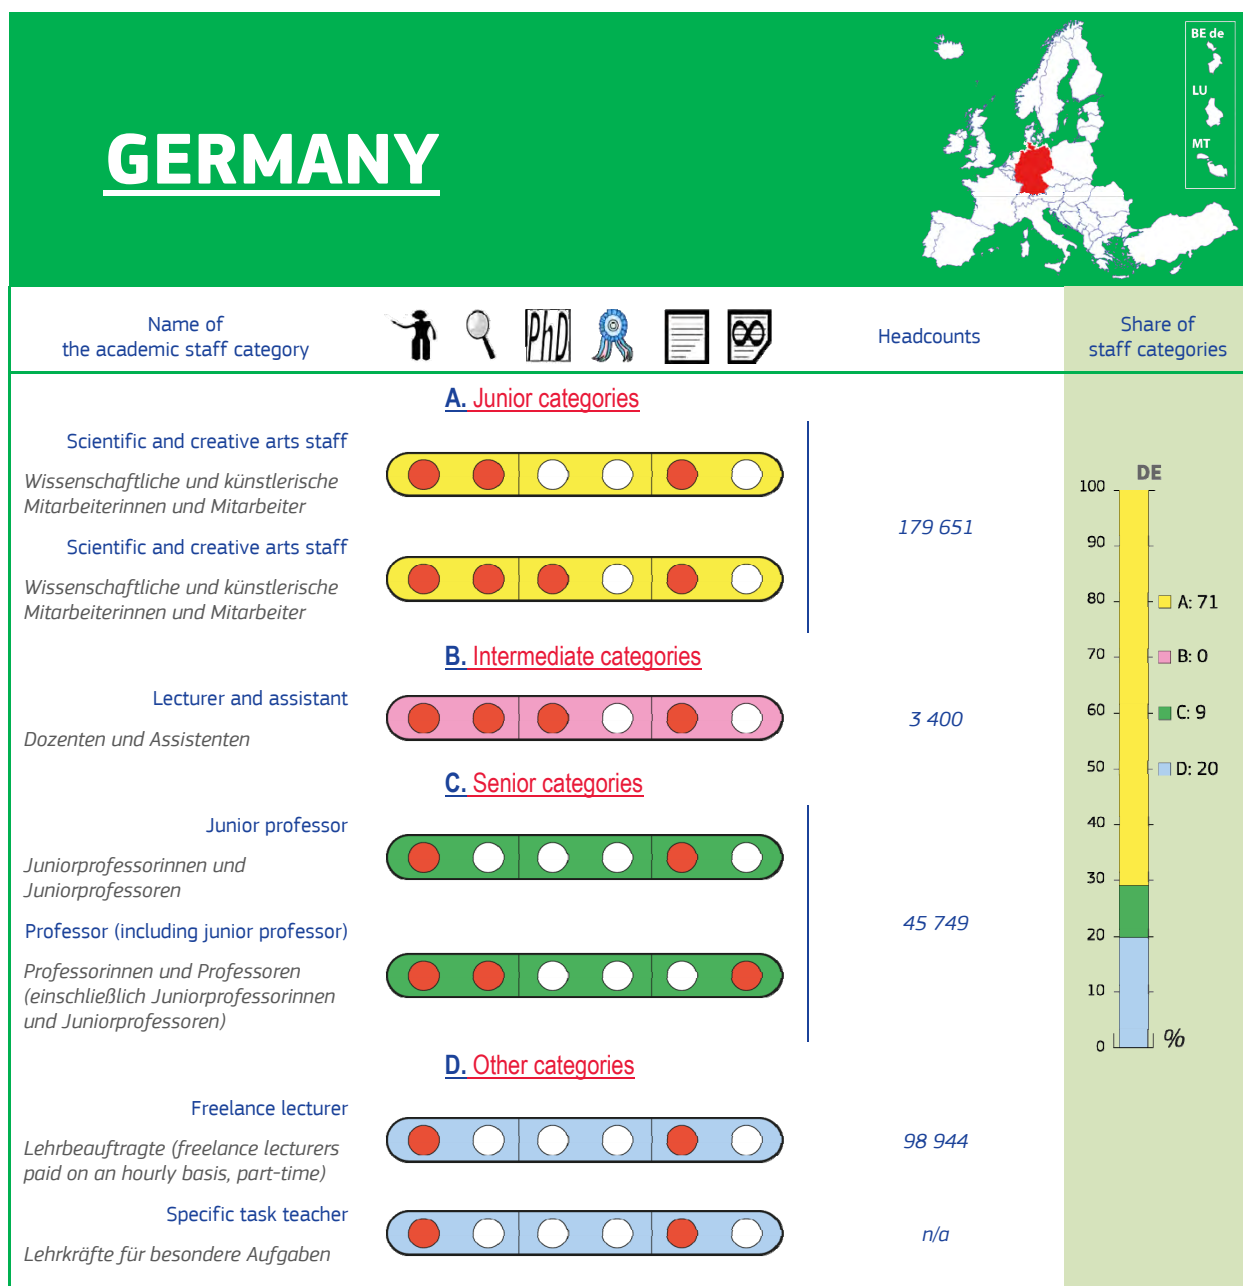 BE de
LU
MT
GERMANY
Name of
the academic staff category
PhD
∞
Headcounts
Share of
staff categories
A. Junior categories
Scientific and creative arts staff
Wissenschaftliche und künstlerische
Mitarbeiterinnen und Mitarbeiter
179 651
Scientific and creative arts staff
Wissenschaftliche und künstlerische
Mitarbeiterinnen und Mitarbeiter
B. Intermediate categories
Lecturer and assistant
Dozenten und Assistenten
3 400
C. Senior categories
Junior professor
Juniorprofessorinnen und
Juniorprofessoren
45 749
Professor (including junior professor)
Professorinnen und Professoren
(einschließlich Juniorprofessorinnen
und Juniorprofessoren)
D. Other categories
Freelance lecturer
Lehrbeauftragte (freelance lecturers
paid on an hourly basis, part-time)
98 944
Specific task teacher
Lehrkräfte für besondere Aufgaben
n/a
DE
100
90
80
70
60
50
40
30
20
10
0
%
A: 71
B: 0
C: 9
D: 20